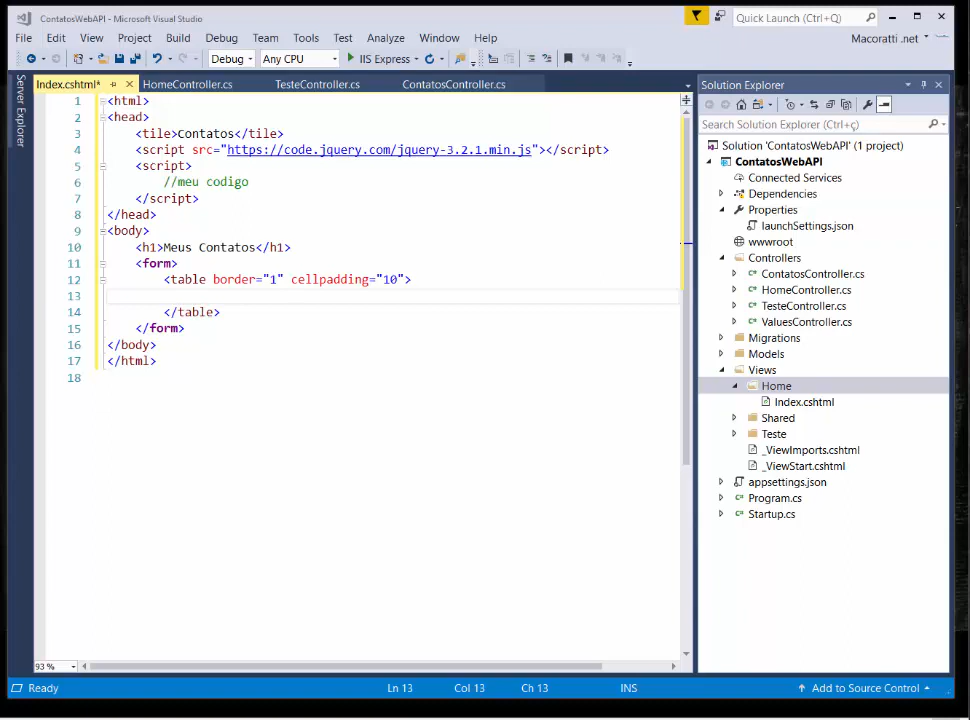 ContatosWebAPI - Microsoft Visual Studio
Quick Launch (Ctrl+Q)
File Edit View Project Build Debug Team Tools Test Analyze Window Help
Macoratti .net
Debug Any CPU IIS Express
Server Explorer
Index.cshtml* HomeController.cs TesteController.cs ContatosController.cs
1 <html>
2 <head>
3 <tile>Contatos</tile>
4 <script src="https://code.jquery.com/jquery-3.2.1.min.js"></script>
5 <script>
6 //meu codigo
7 </script>
8 </head>
9 <body>
10 <h1>Meus Contatos</h1>
11 <form>
12 <table border="1" cellpadding="10">
13
14 </table>
15 </form>
16 </body>
17 </html>
18
93 %
Solution Explorer
Search Solution Explorer (Ctrl+ç)
Solution 'ContatosWebAPI' (1 project)
ContatosWebAPI
Connected Services
Dependencies
Properties
launchSettings.json
wwwroot
Controllers
ContatosController.cs
HomeController.cs
TesteController.cs
ValuesController.cs
Migrations
Models
Views
Home
Index.cshtml
Shared
Teste
_ViewImports.cshtml
_ViewStart.cshtml
appsettings.json
Program.cs
Startup.cs
Ready Ln 13 Col 13 Ch 13 INS Add to Source Control